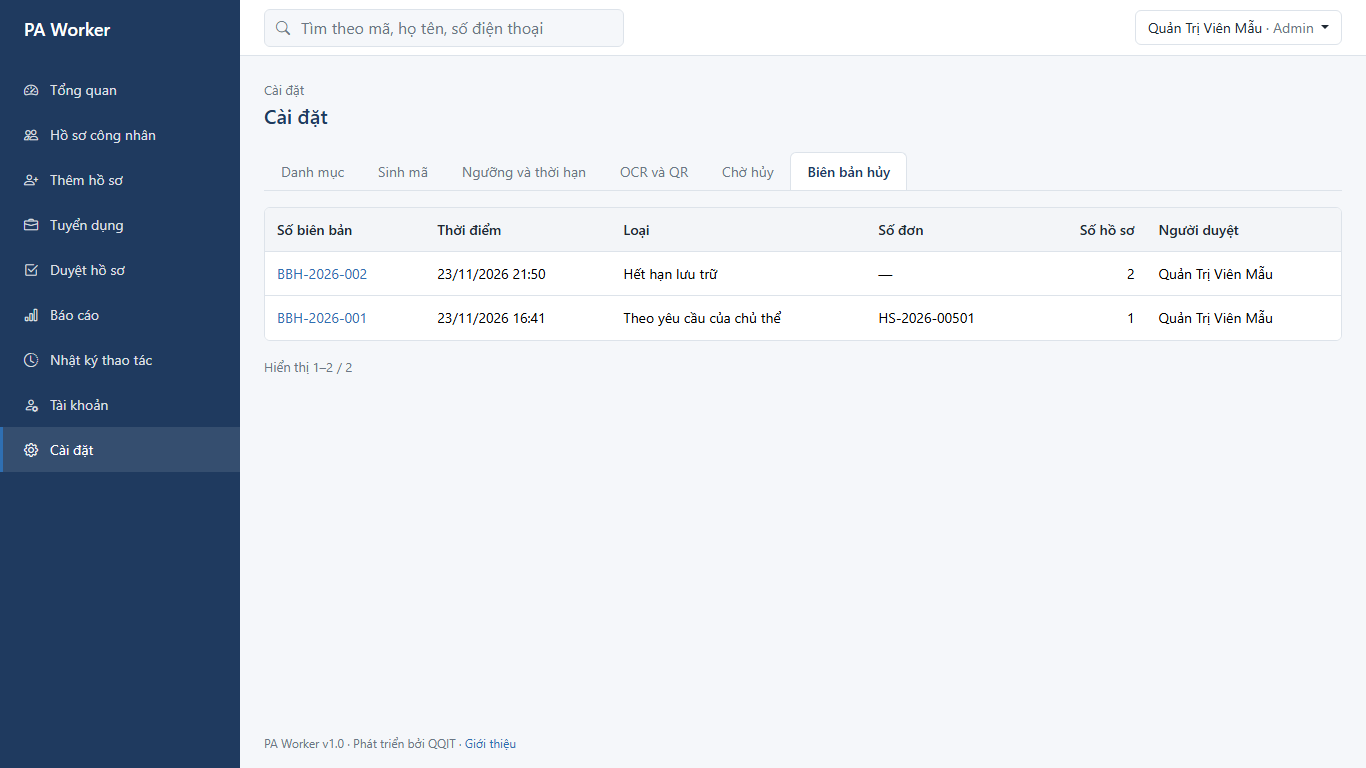 PA Worker
Tìm theo mã, họ tên, số điện thoại
Quản Trị Viên Mẫu · Admin
Tổng quan
Hồ sơ công nhân
Thêm hồ sơ
Tuyển dụng
Duyệt hồ sơ
Báo cáo
Nhật ký thao tác
Tài khoản
Cài đặt
Cài đặt
Cài đặt
Danh mục Sinh mã Ngưỡng và thời hạn OCR và QR Chờ hủy Biên bản hủy
Số biên bản Thời điểm Loại Số đơn Số hồ sơ Người duyệt
BBH-2026-002 23/11/2026 21:50 Hết hạn lưu trữ — 2 Quản Trị Viên Mẫu
BBH-2026-001 23/11/2026 16:41 Theo yêu cầu của chủ thể HS-2026-00501 1 Quản Trị Viên Mẫu
Hiển thị 1–2 / 2
PA Worker v1.0 · Phát triển bởi QQIT · Giới thiệu